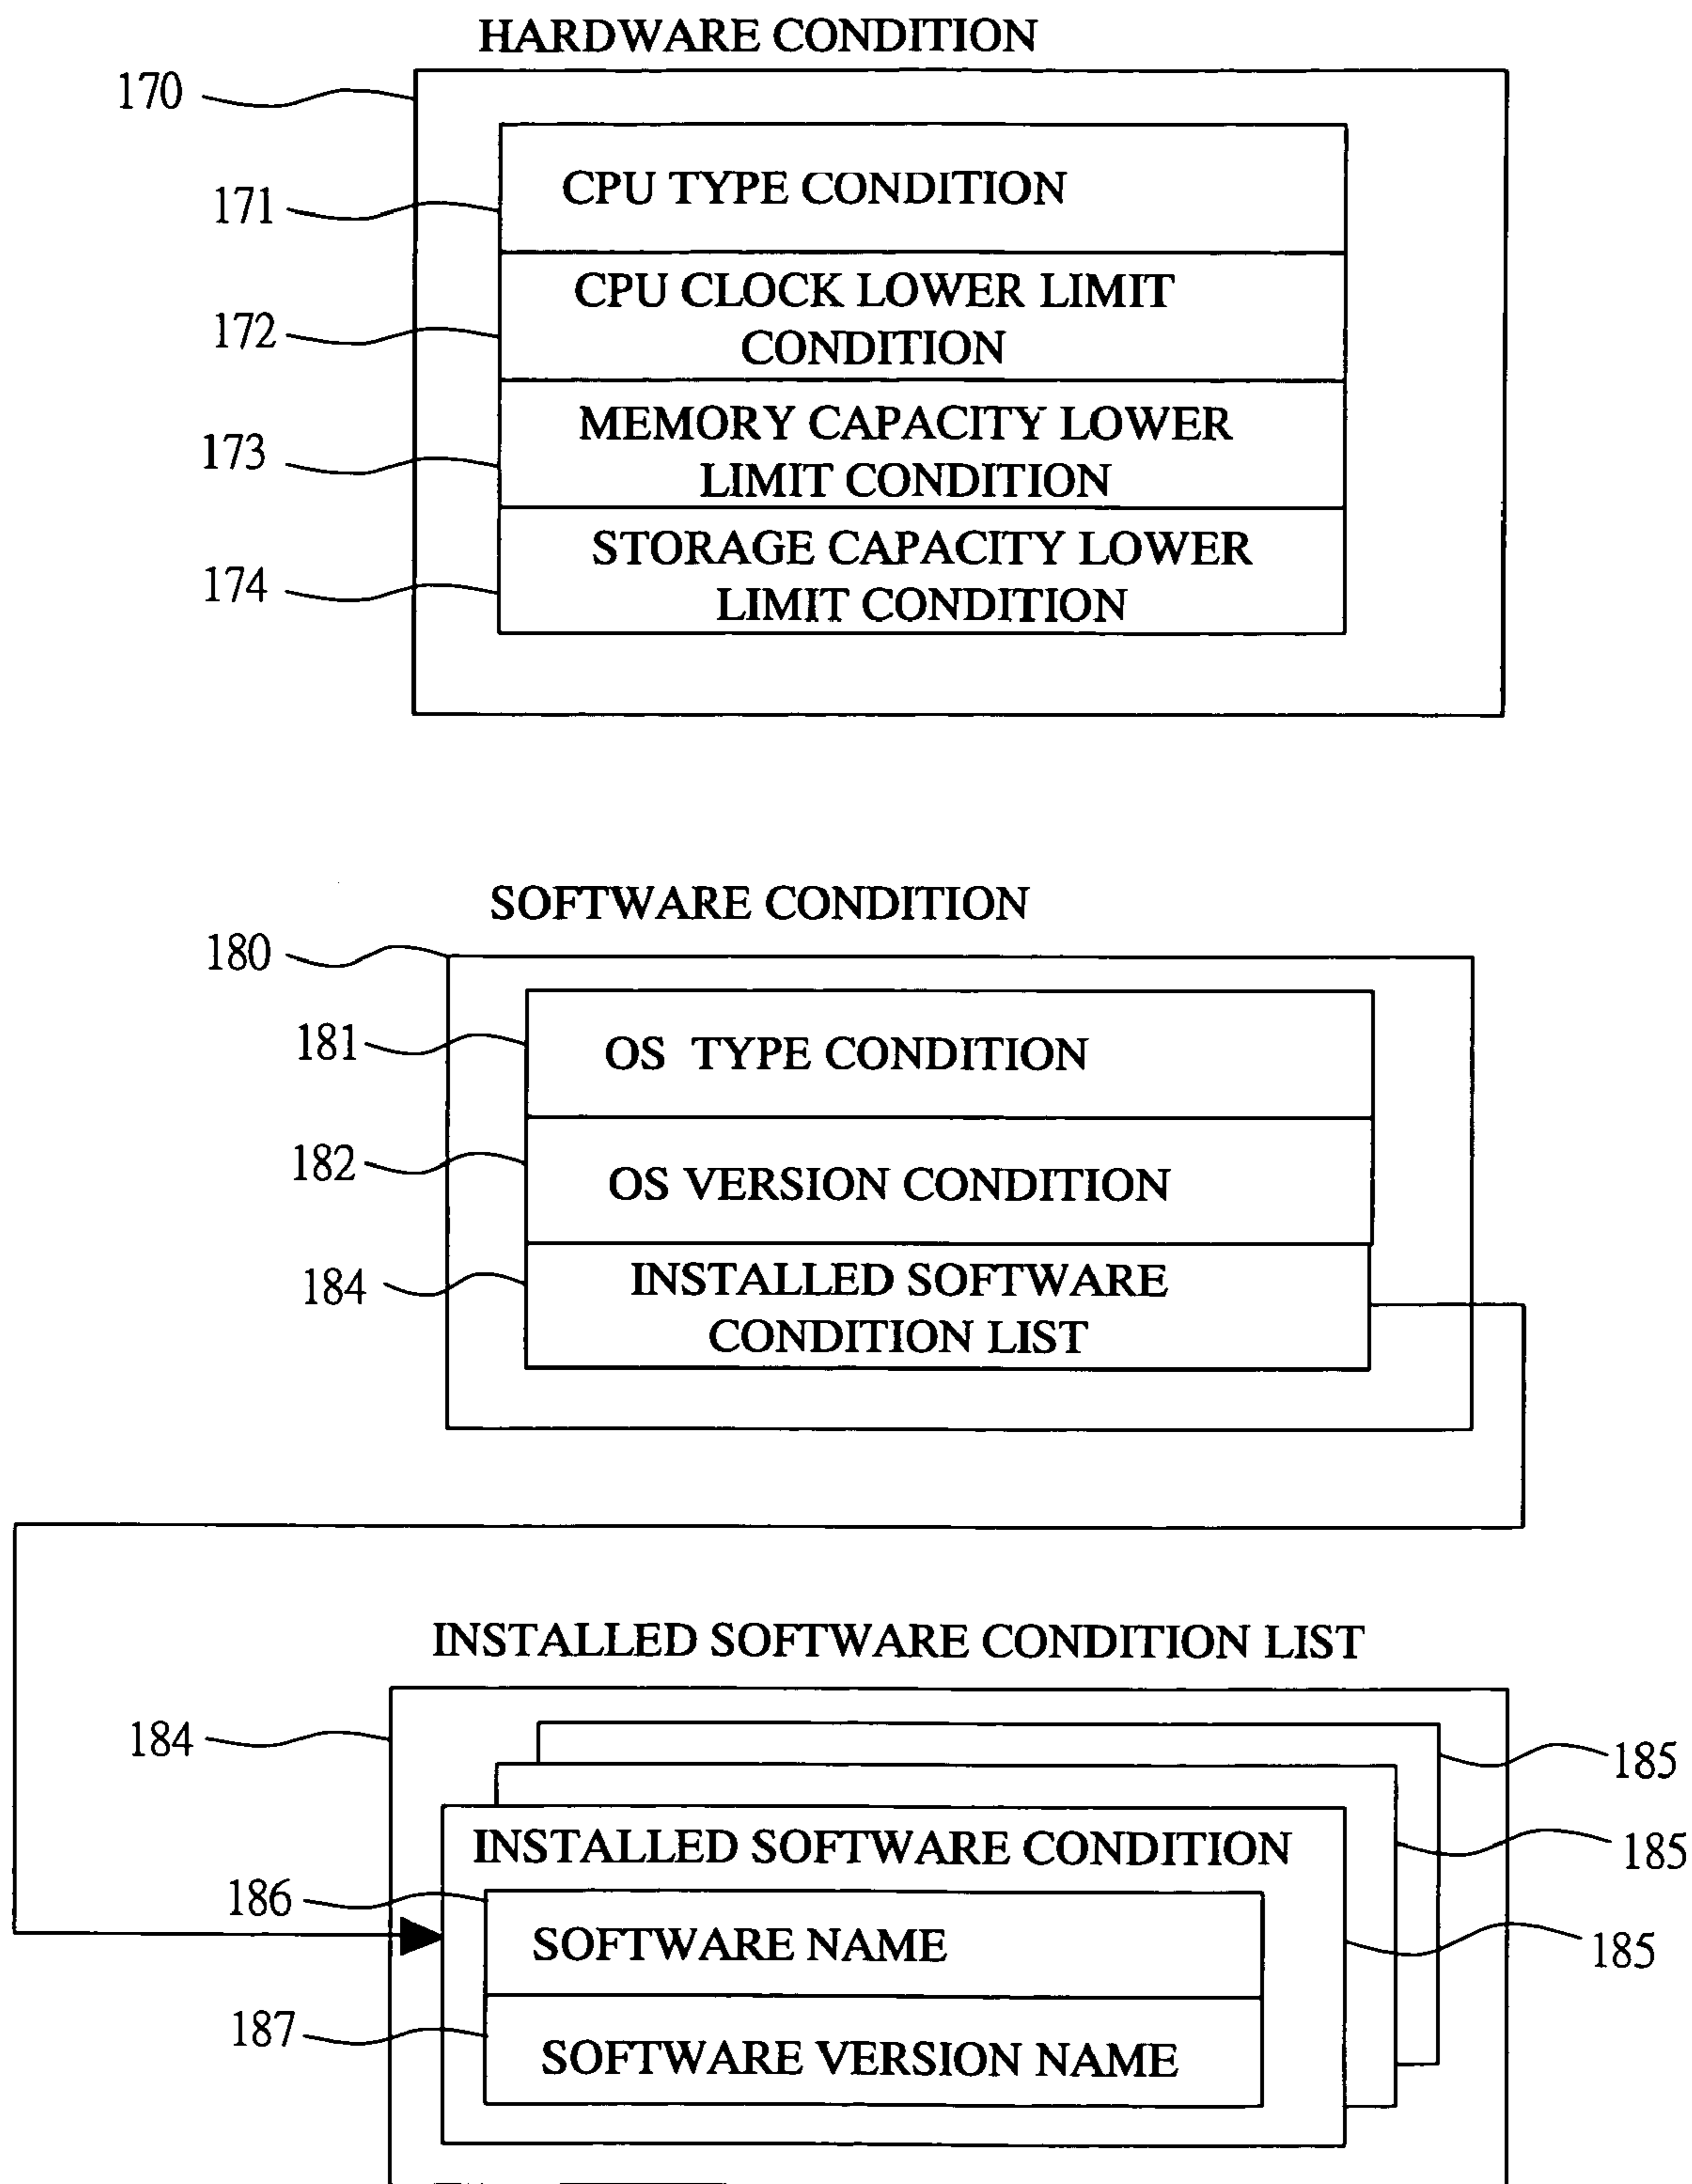 HARDWARE CONDITION
170
171
CPU TYPE CONDITION
172
CPU CLOCK LOWER LIMIT
CONDITION
173
MEMORY CAPACITY LOWER
LIMIT CONDITION
174
STORAGE CAPACITY LOWER
LIMIT CONDITION
SOFTWARE CONDITION
180
181
OS TYPE CONDITION
182
OS VERSION CONDITION
184
INSTALLED SOFTWARE
CONDITION LIST
INSTALLED SOFTWARE CONDITION LIST
184
185
185
INSTALLED SOFTWARE CONDITION
186
SOFTWARE NAME
185
187
SOFTWARE VERSION NAME